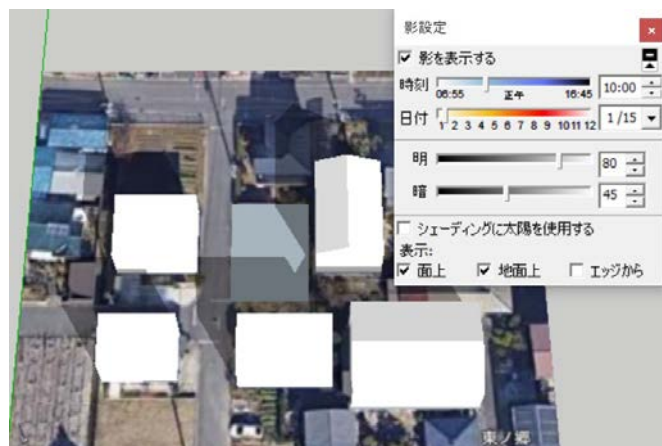 影設定
影を表示する
時刻 06:55 正午 16:45 10:00
日付 1 2 3 4 5 6 7 8 9 10 11 12 1/15
明 80
暗 45
シェーディングに太陽を使用する
表示:
面上 地面上 エッジから
東ノ郷